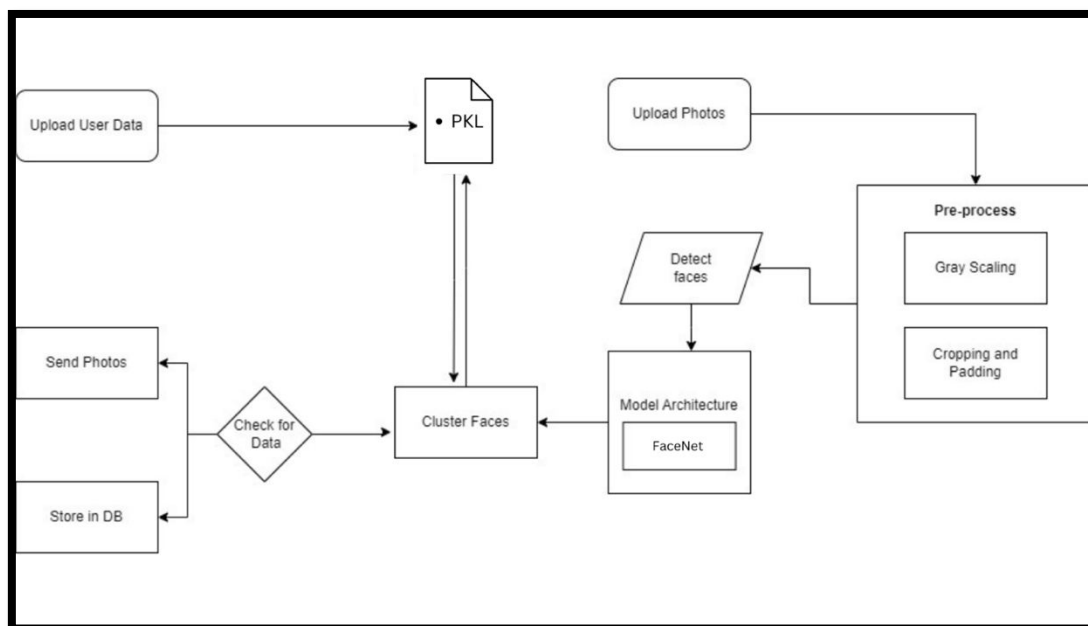 Upload User Data
• PKL
Upload Photos
Pre-process
Gray Scaling
Cropping and
Padding
Detect
faces
Model Architecture
FaceNet
Cluster Faces
Check for
Data
Send Photos
Store in DB